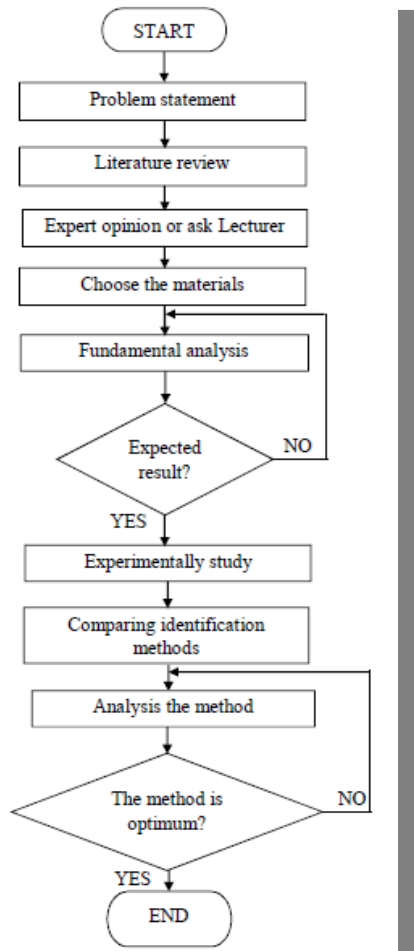 START
Problem statement
Literature review
Expert opinion or ask Lecturer
Choose the materials
Fundamental analysis
Expected
result?
NO
YES
Experimentally study
Comparing identification
methods
Analysis the method
The method is
optimum?
NO
YES
END